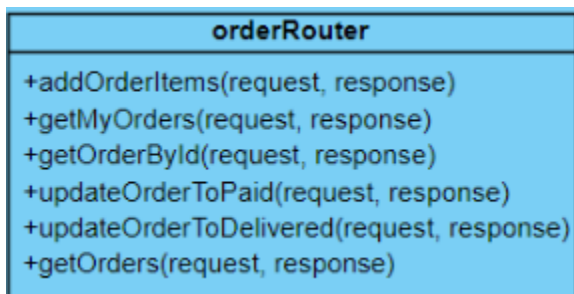 orderRouter
+addOrderItems(request, response)
+getMyOrders(request, response)
+getOrderById(request, response)
+updateOrderToPaid(request, response)
+updateOrderToDelivered(request, response)
+getOrders(request, response)